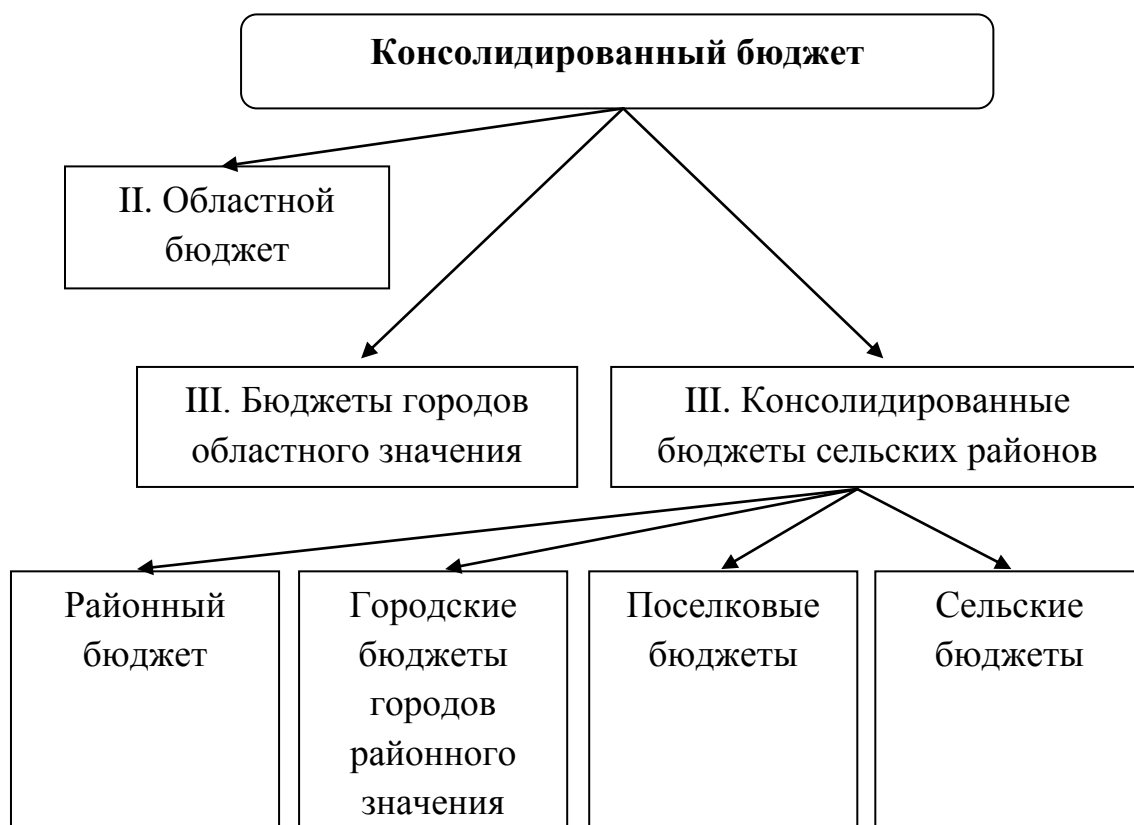 Консолидированный бюджет
II. Областной
бюджет
III. Бюджеты городов
областного значения
III. Консолидированные
бюджеты сельских районов
Районный
бюджет
Городские
бюджеты
городов
районного
значения
Поселковые
бюджеты
Сельские
бюджеты